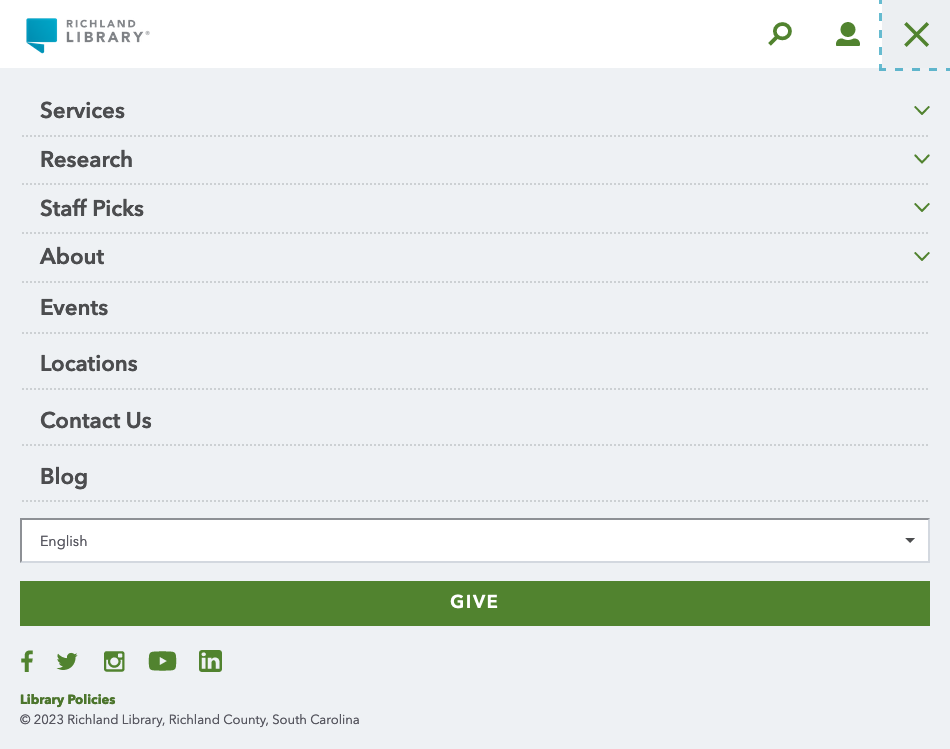 RICHLAND
LIBRARY®
Services
Research
Staff Picks
About
Events
Locations
Contact Us
Blog
English
GIVE
Library Policies
© 2023 Richland Library, Richland County, South Carolina